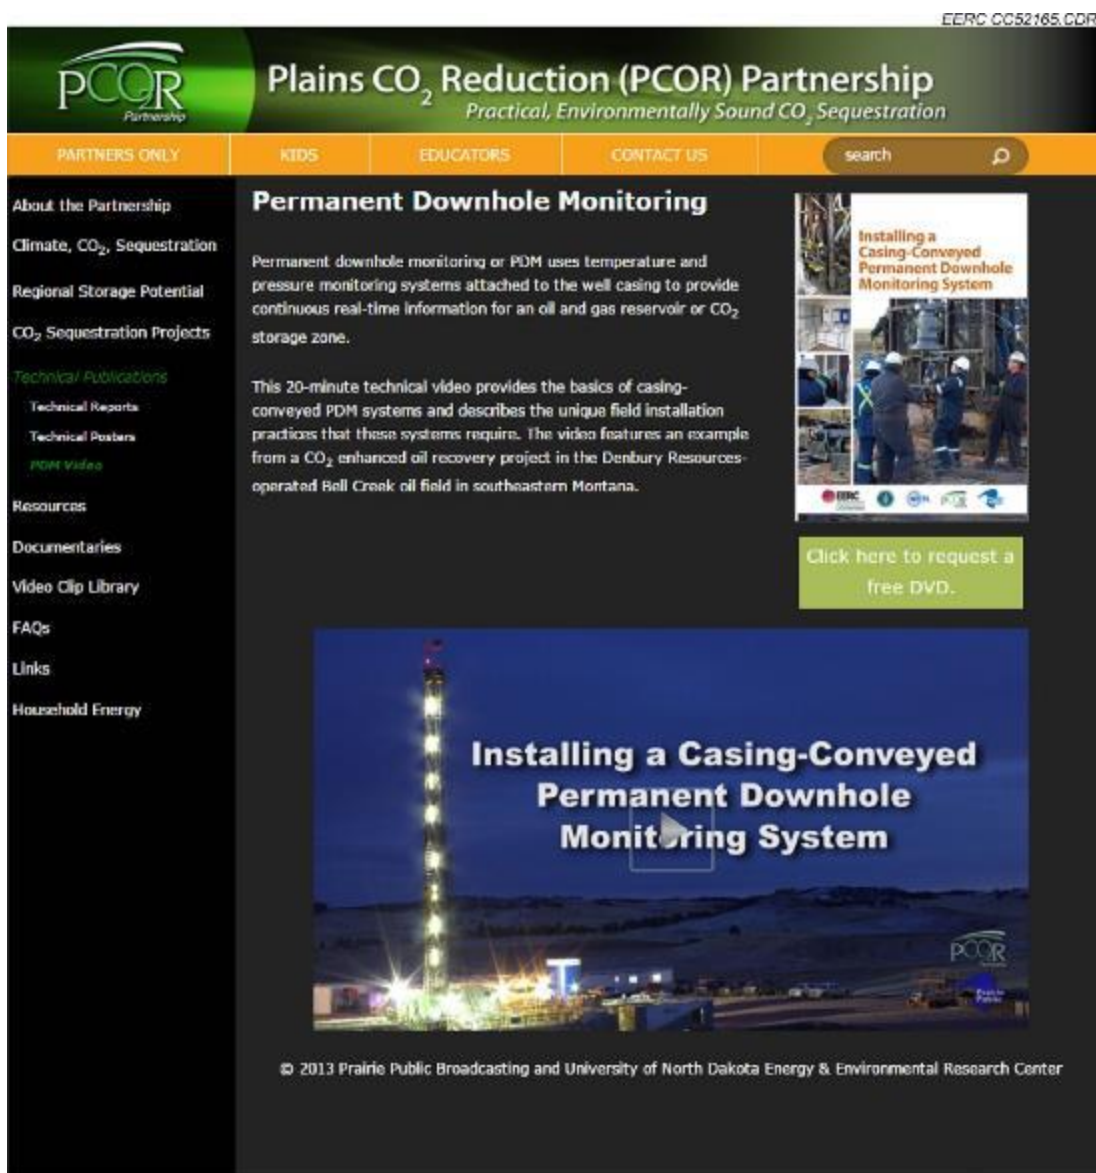 EERC CC52165.CDR
PCOR
Partnership
Plains CO₂ Reduction (PCOR) Partnership
Practical, Environmentally Sound CO₂ Sequestration
PARTNERS ONLY
KIDS
EDUCATORS
CONTACT US
search
About the Partnership
Climate, CO₂, Sequestration
Regional Storage Potential
CO₂ Sequestration Projects
Technical Publications
Technical Reports
Technical Posters
PDM Video
Resources
Documentaries
Video Clip Library
FAQs
Links
Household Energy
Permanent Downhole Monitoring
Permanent downhole monitoring or PDM uses temperature and
pressure monitoring systems attached to the well casing to provide
continuous real-time information for an oil and gas reservoir or CO₂
storage zone.
This 20-minute technical video provides the basics of casing-
conveyed PDM systems and describes the unique field installation
practices that these systems require. The video features an example
from a CO₂ enhanced oil recovery project in the Denbury Resources-
operated Bell Creek oil field in southeastern Montana.
Installing a
Casing-Conveyed
Permanent Downhole
Monitoring System
EERC
PCOR
Click here to request a
free DVD.
Installing a Casing-Conveyed
Permanent Downhole
Monitoring System
PCOR
Prairie
Public
© 2013 Prairie Public Broadcasting and University of North Dakota Energy & Environmental Research Center